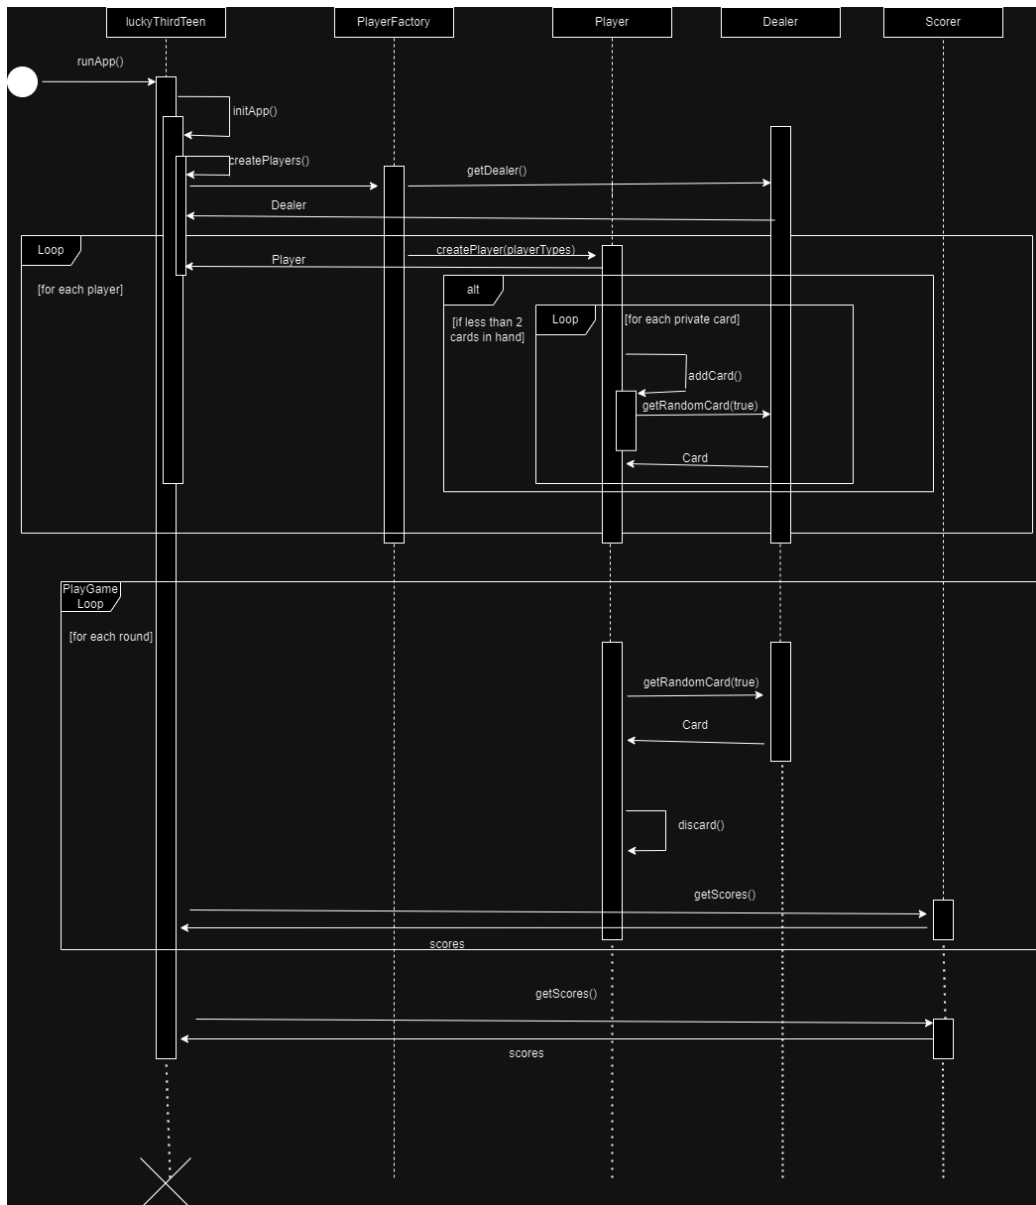 luckyThirdTeen
PlayerFactory
Player
Dealer
Scorer
runApp()
initApp()
createPlayers()
getDealer()
Dealer
Loop
createPlayer(playerTypes)
Player
[for each player]
alt
[if less than 2
cards in hand]
Loop
[for each private card]
addCard()
getRandomCard(true)
Card
PlayGame
Loop
[for each round]
getRandomCard(true)
Card
discard()
getScores()
scores
getScores()
scores